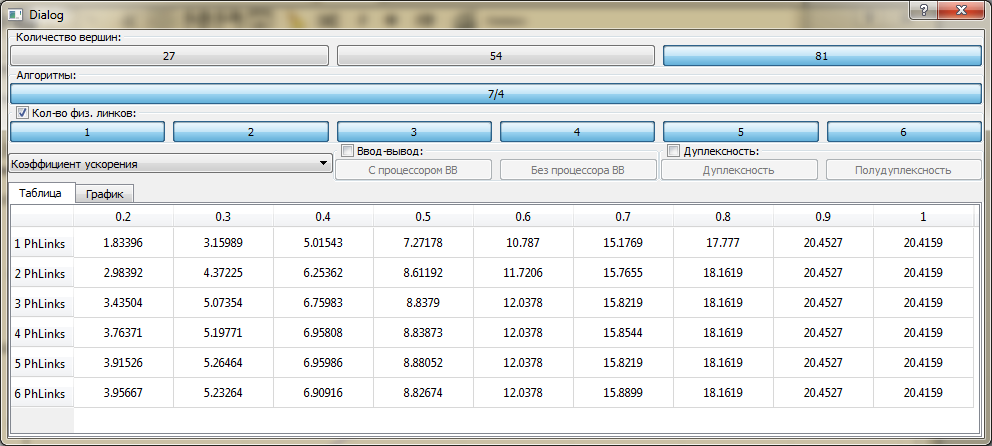 Dialog
Количество вершин:
27 54 81
Алгоритмы:
7/4
Кол-во физ. линков:
1 2 3 4 5 6
Коэффициент ускорения Ввод-вывод: Дуплексность:
С процессором ВВ Без процессора ВВ Дуплексность Полудуплексность
Таблица График
0.2 0.3 0.4 0.5 0.6 0.7 0.8 0.9 1
1 PhLinks 1.83396 3.15989 5.01543 7.27178 10.787 15.1769 17.777 20.4527 20.4159
2 PhLinks 2.98392 4.37225 6.25362 8.61192 11.7206 15.7655 18.1619 20.4527 20.4159
3 PhLinks 3.43504 5.07354 6.75983 8.8379 12.0378 15.8219 18.1619 20.4527 20.4159
4 PhLinks 3.76371 5.19771 6.95808 8.83873 12.0378 15.8544 18.1619 20.4527 20.4159
5 PhLinks 3.91526 5.26464 6.95986 8.88052 12.0378 15.8219 18.1619 20.4527 20.4159
6 PhLinks 3.95667 5.23264 6.90916 8.82674 12.0378 15.8899 18.1619 20.4527 20.4159